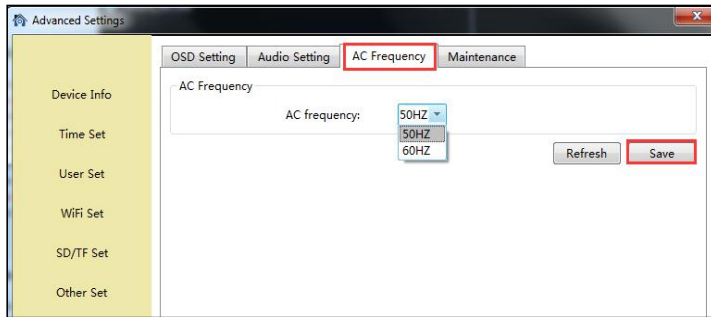 Advanced Settings
OSD Setting Audio Setting AC Frequency Maintenance
AC Frequency
Device Info
AC frequency: 50HZ
50HZ
Time Set
60HZ
Refresh Save
User Set
WiFi Set
SD/TF Set
Other Set